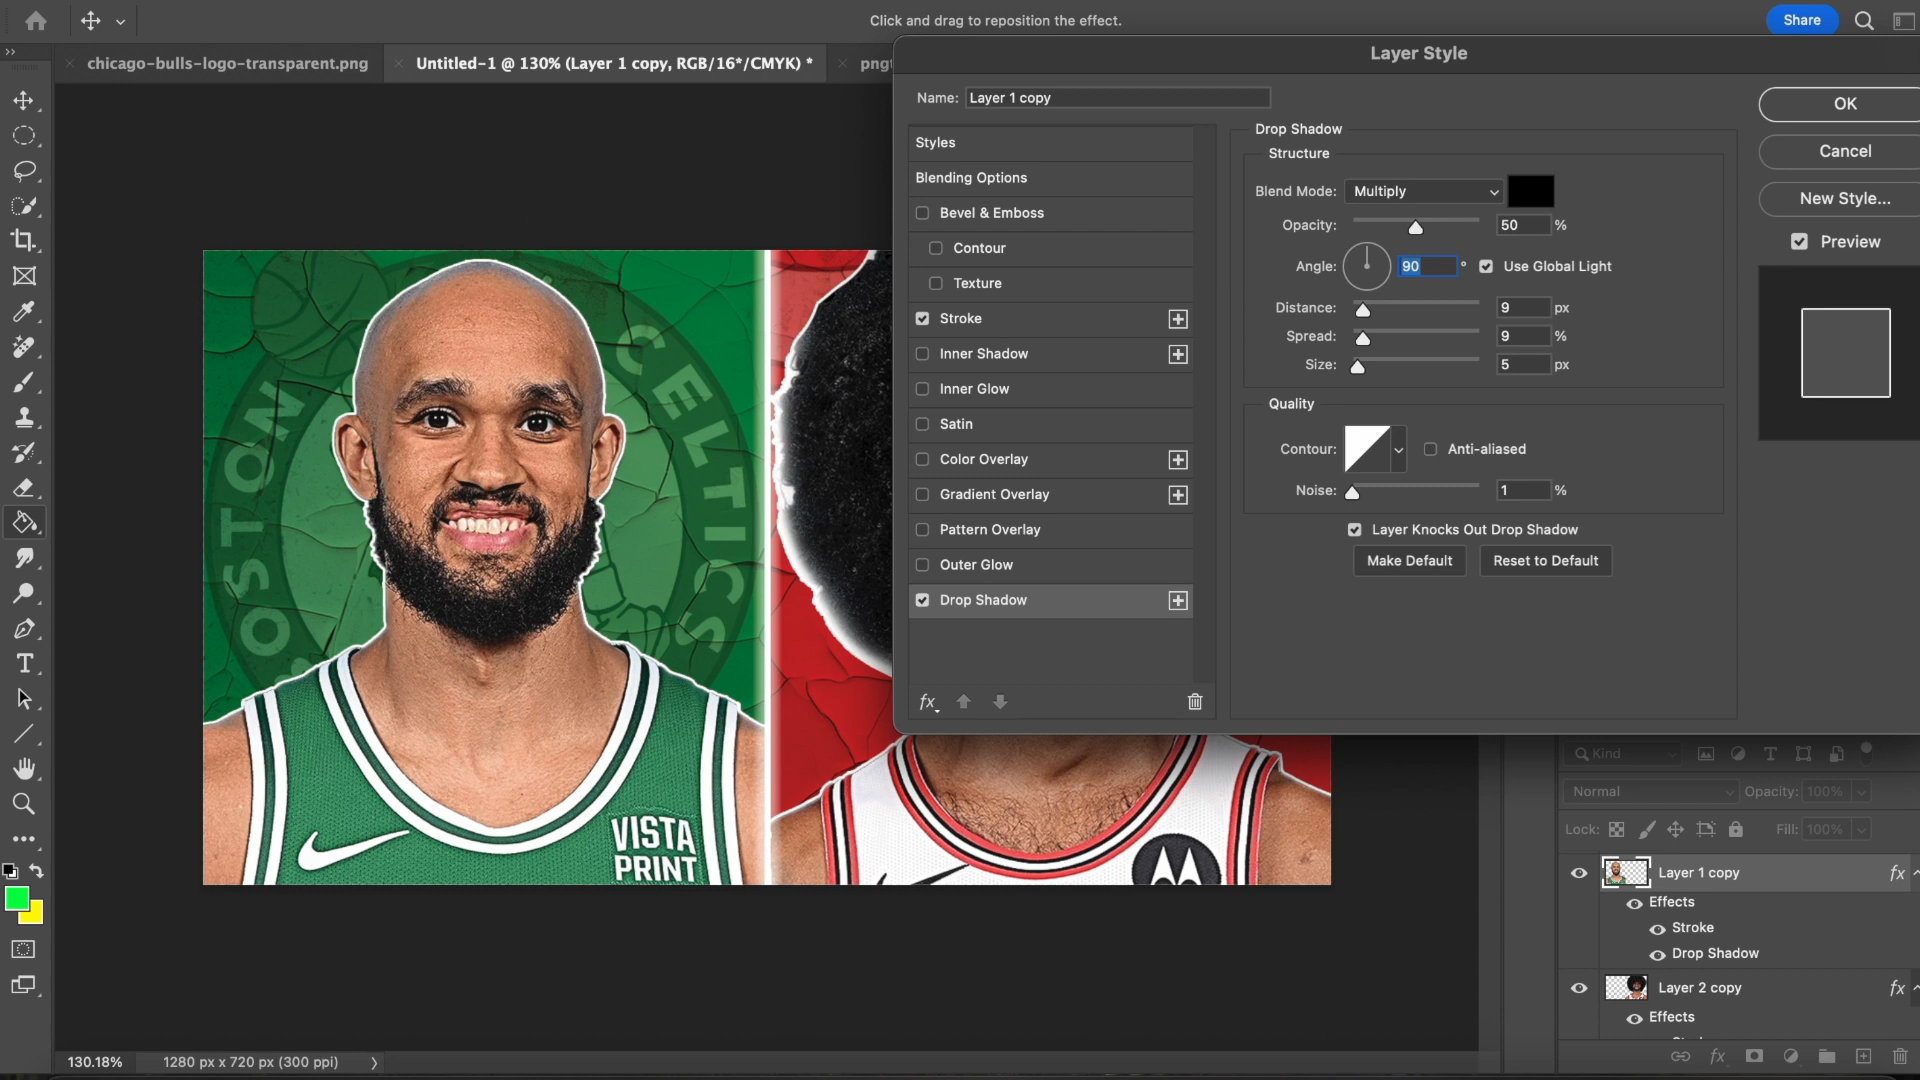 Click and drag to reposition the effect.
Share
chicago-bulls-logo-transparent.png
Untitled-1 @ 130% (Layer 1 copy, RGB/16*/CMYK) *
Layer Style
Name: Layer 1 copy
Styles
Blending Options
Bevel & Emboss
Contour
Texture
Stroke
Inner Shadow
Inner Glow
Satin
Color Overlay
Gradient Overlay
Pattern Overlay
Outer Glow
Drop Shadow
fx
Drop Shadow
Structure
Blend Mode: Multiply
Opacity: 50 %
Angle: 90 ° Use Global Light
Distance: 9 px
Spread: 9 %
Size: 5 px
Quality
Contour: Anti-aliased
Noise: 1 %
Layer Knocks Out Drop Shadow
Make Default Reset to Default
OK
Cancel
New Style...
Preview
CELTICS
VISTA
PRINT
Kind
Normal Opacity: 100%
Lock: Fill: 100%
Layer 1 copy fx
Effects
Stroke
Drop Shadow
Layer 2 copy fx
Effects
fx
130.18% 1280 px x 720 px (300 ppi)